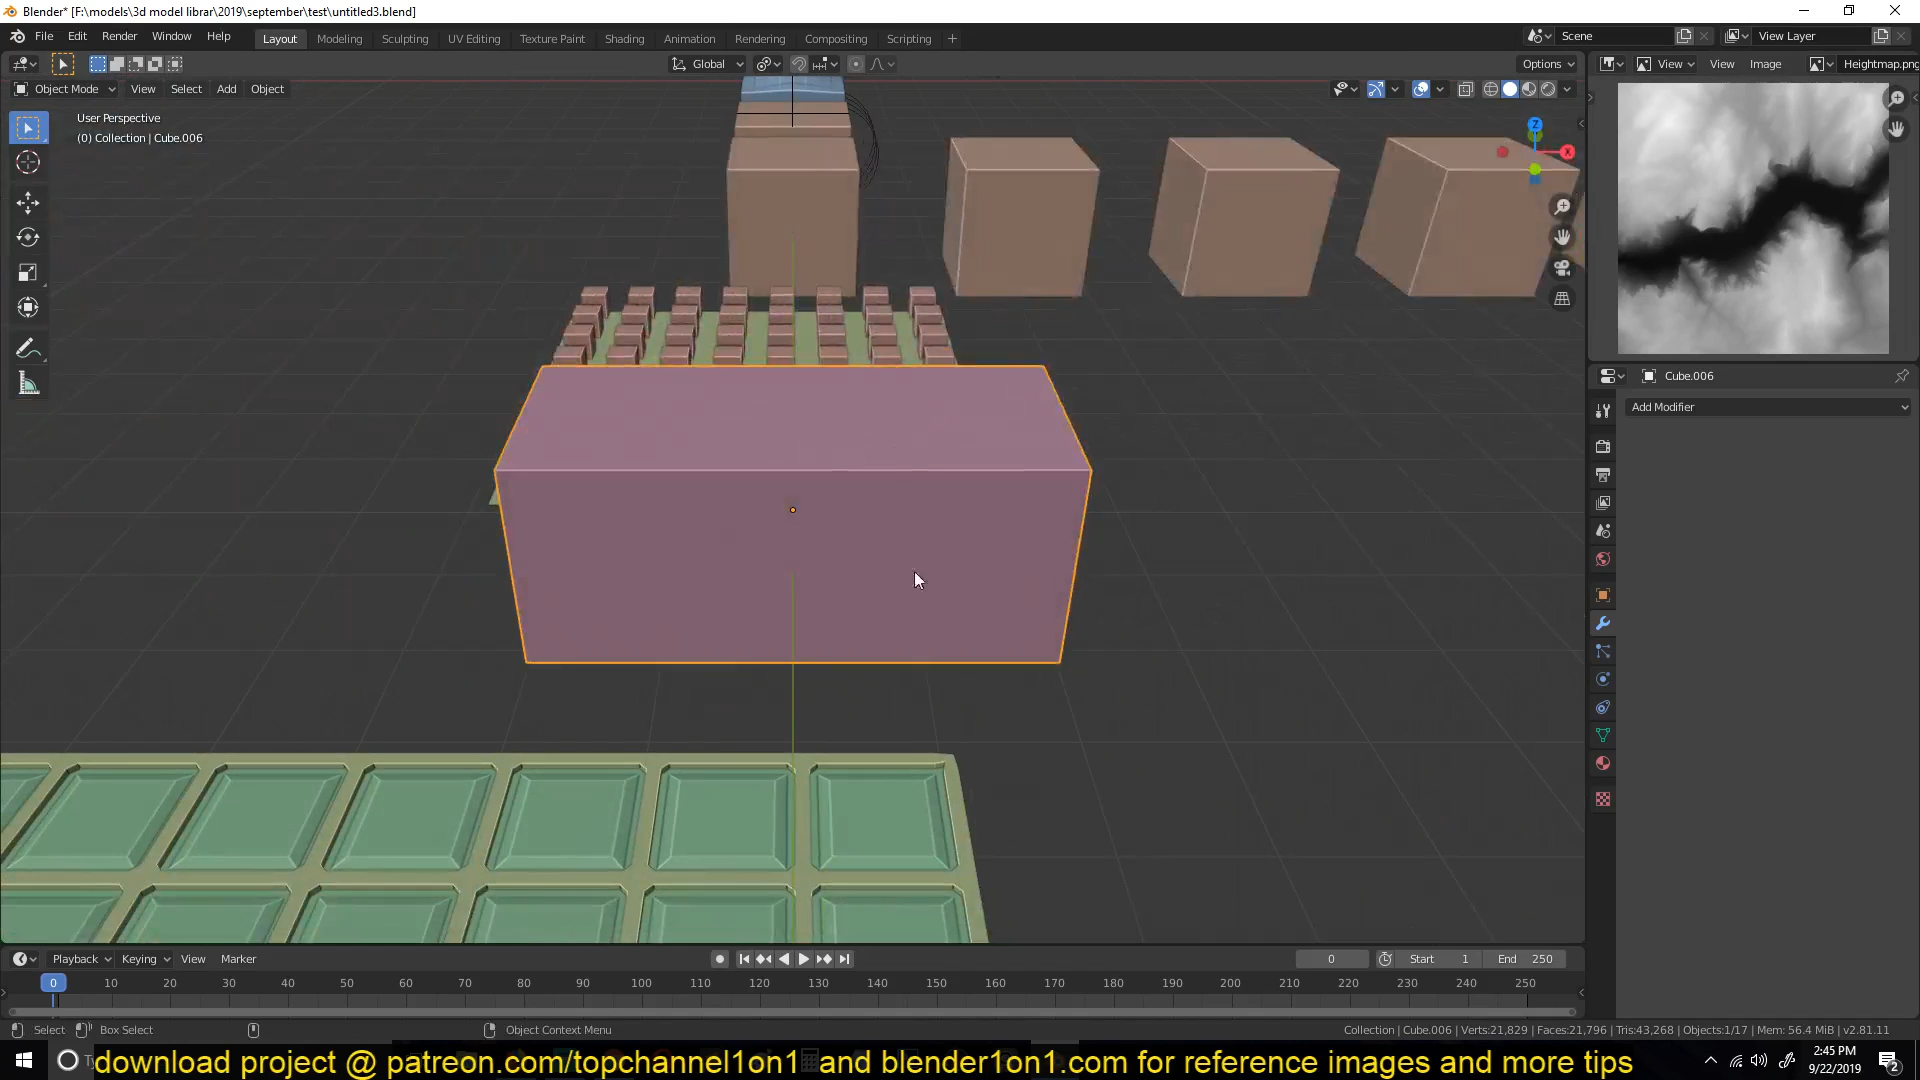 Blender* [F:\models\3d model librar\2019\september\test\untitled3.blend]
File Edit Render Window Help Layout Modeling Sculpting UV Editing Texture Paint Shading Animation Rendering Compositing Scripting + Scene View Layer
Global Options View View Image Heightmap.png
Object Mode View Select Add Object
User Perspective
(0) Collection | Cube.006
Z
X
Cube.006
Add Modifier
Playback Keying View Marker 0 Start 1 End 250
0 10 20 30 40 50 60 70 80 90 100 110 120 130 140 150 160 170 180 190 200 210 220 230 240 250
Select Box Select Object Context Menu Collection | Cube.006 | Verts:21,829 | Faces:21,796 | Tris:43,268 | Objects:1/17 | Mem: 56.4 MiB | v2.81.11
download project @ patreon.com/topchannel1on1 and blender1on1.com for reference images and more tips
2:45 PM
9/22/2019
2